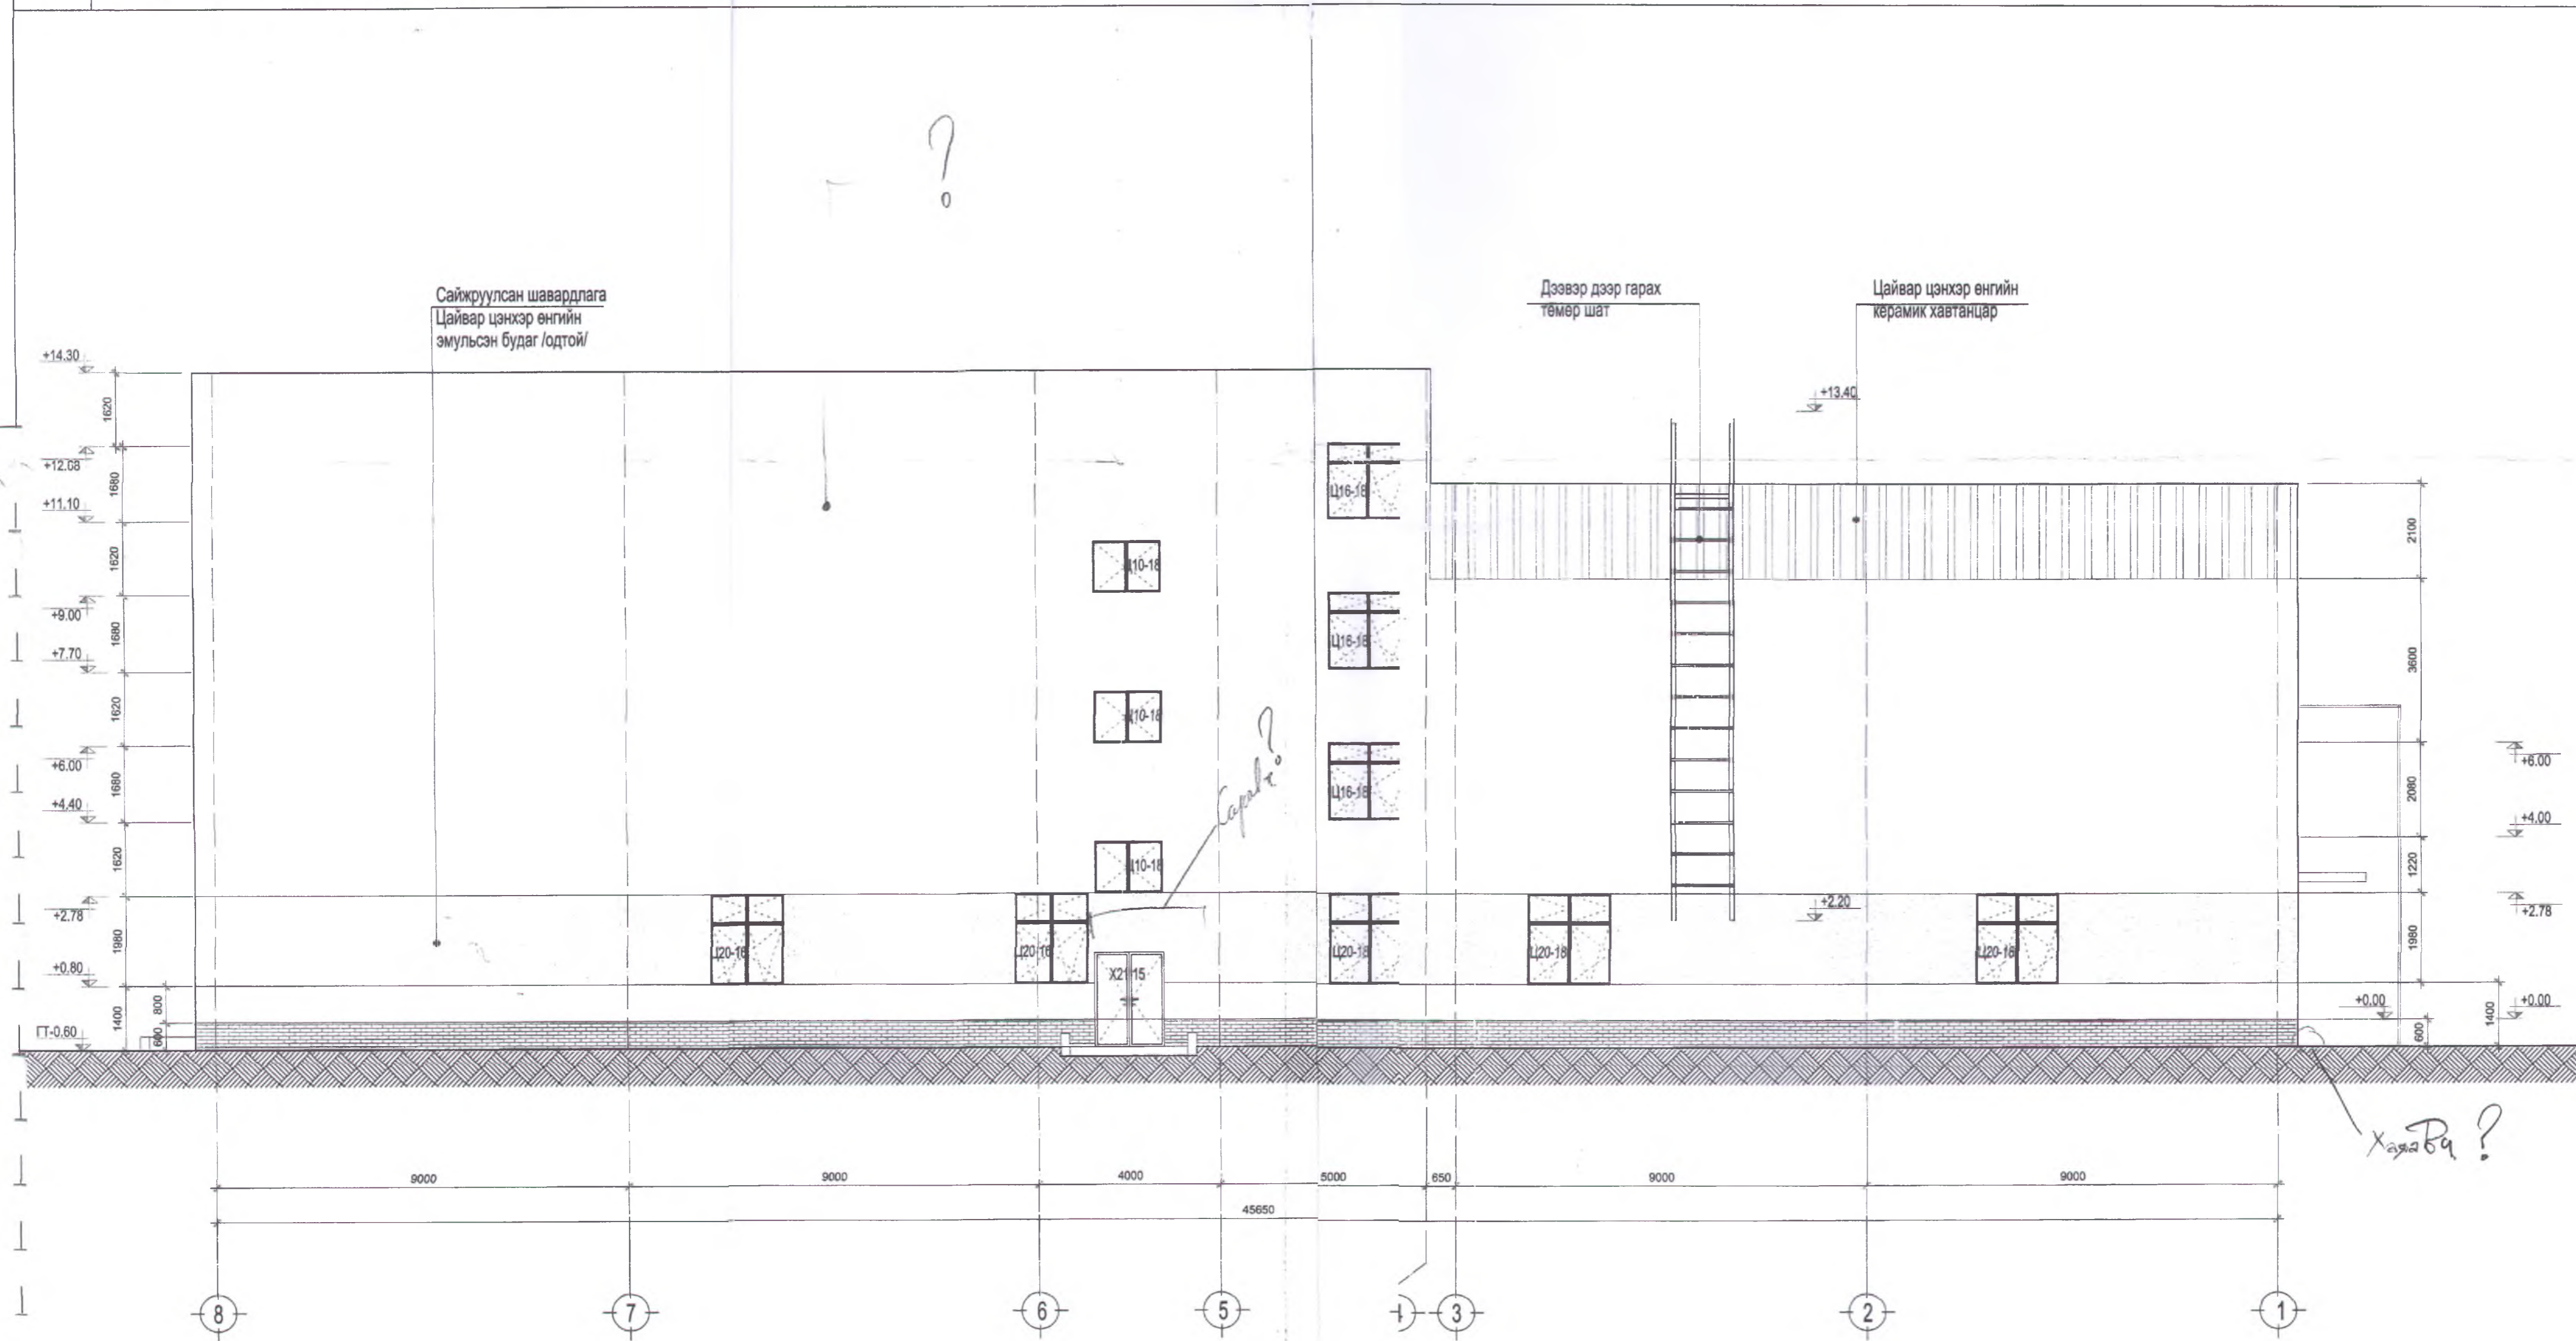 ?
Сайжруулсан шавардлага
Цайвар цэнхэр өнгийн
эмульсэн будаг /одтой/
Дээвэр дээр гарах
төмөр шат
Цайвар цэнхэр өнгийн
керамик хавтанцар
+14.30
+12.08
+11.10
+9.00
+7.70
+6.00
+4.40
+2.78
+0.80
ГТ-0.60
1620
1680
1620
1680
1620
1680
1620
1980
1400
800
600
Ц10-18
Ц10-18
Ц10-18
Ц16-18
Ц16-18
Ц16-18
Ц20-18
Ц20-18
Ц20-18
Ц20-18
Ц20-18
Х21-15
Саравч?
+13.40
+2.20
2100
3600
2080
1220
1980
1400
600
+6.00
+4.00
+2.78
+0.00
+0.00
Хаяавч ?
9000
9000
4000
5000
650
9000
9000
45650
8
7
6
5
3
2
1